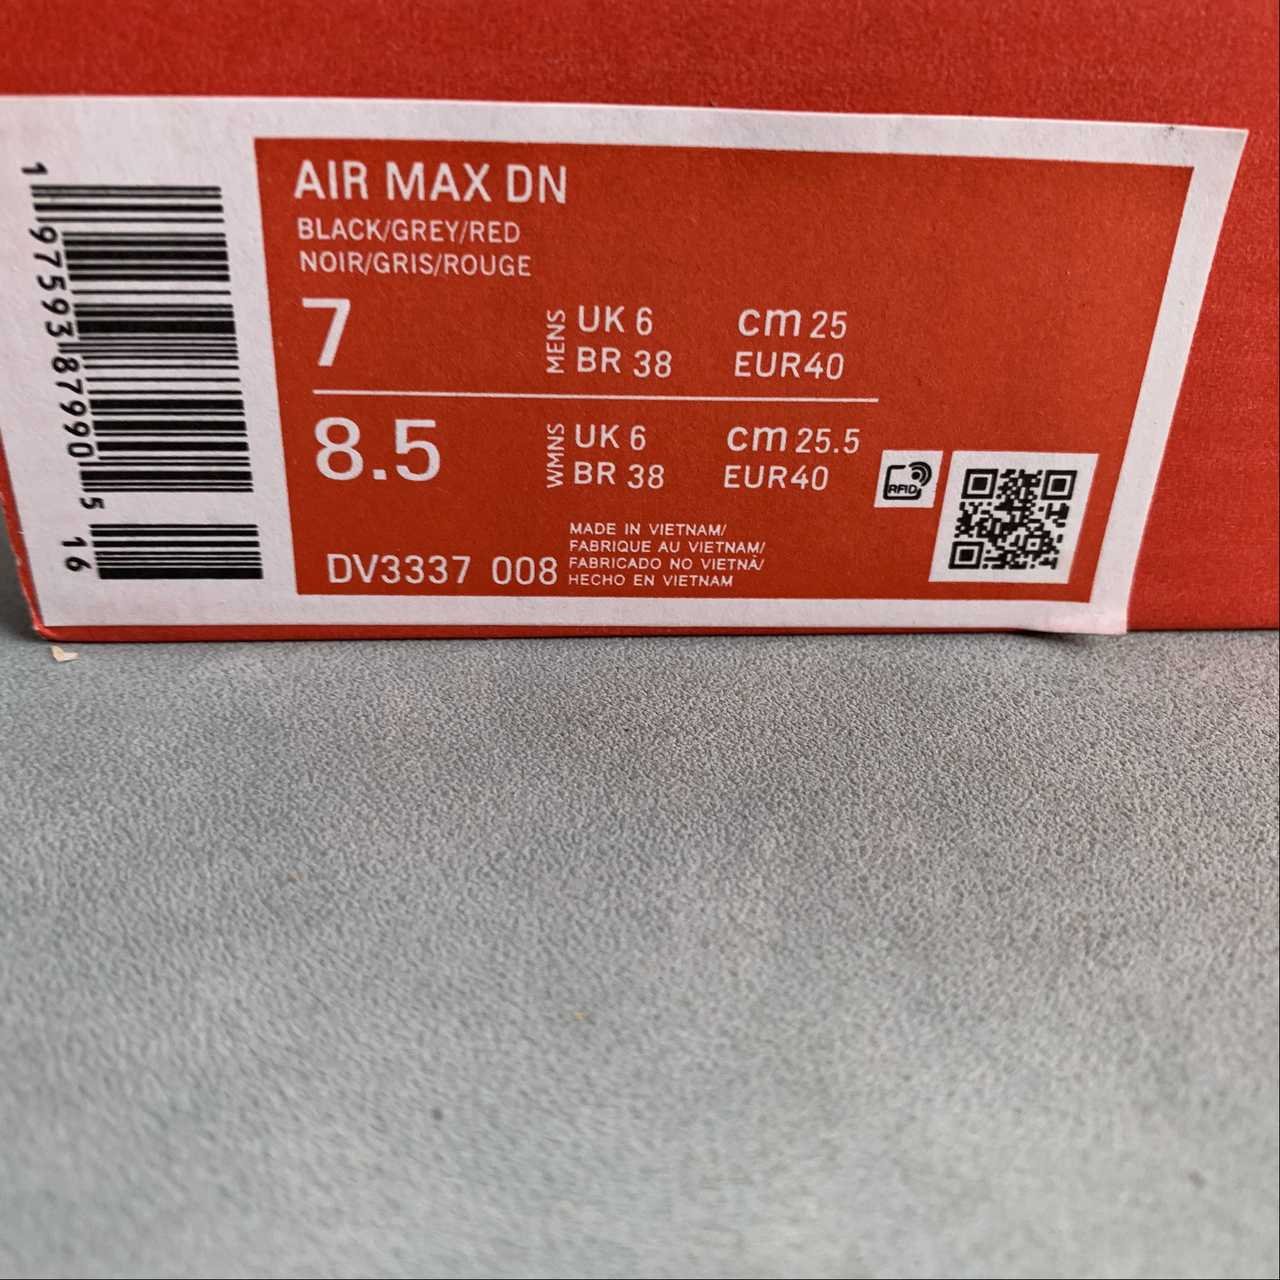 AIR MAX DN
BLACK/GREY/RED
NOIR/GRIS/ROUGE
7
MENS
UK 6 cm 25
BR 38 EUR40
8.5
WMNS
UK 6 cm 25.5
BR 38 EUR40
RFID
MADE IN VIETNAM/
FABRIQUE AU VIETNAM/
FABRICADO NO VIETNÃ/
HECHO EN VIETNAM
DV3337 008
1 97593 87990 5 16